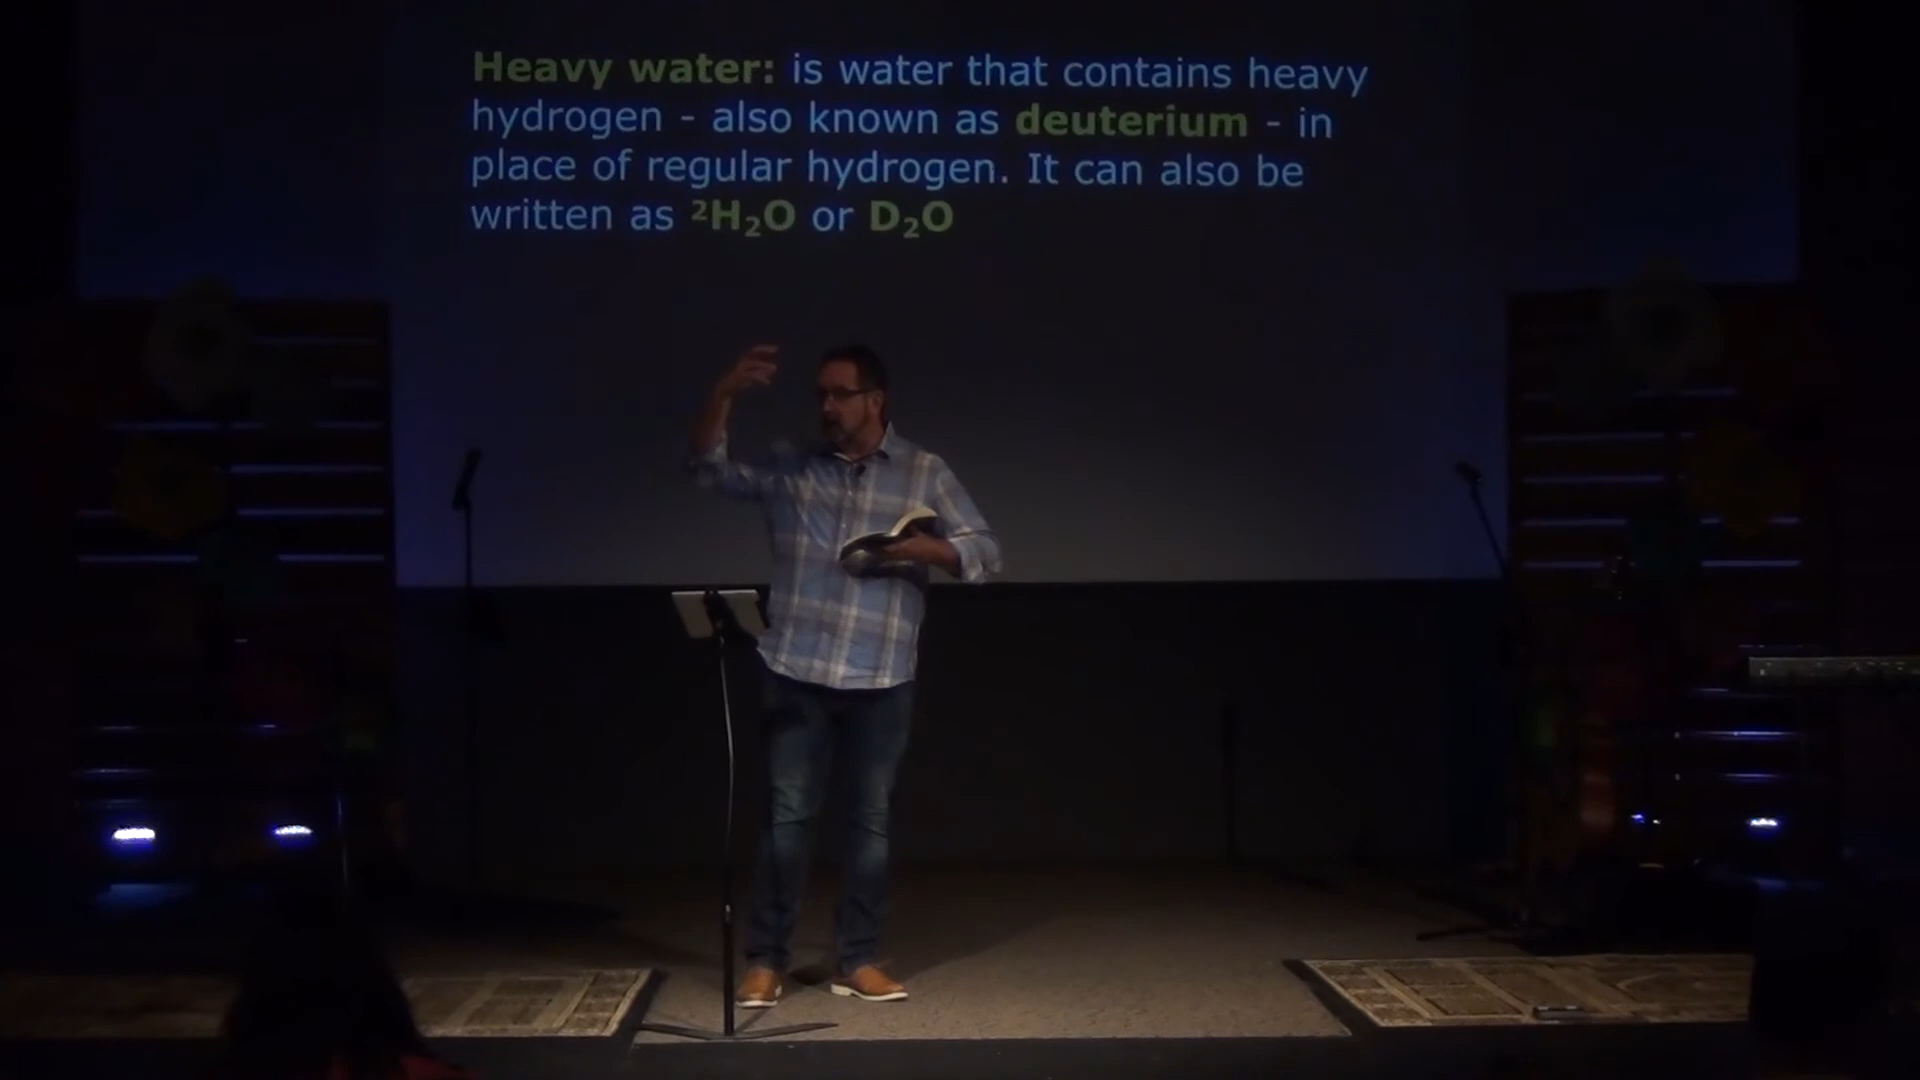 Heavy water: is water that contains heavy
hydrogen - also known as deuterium - in
place of regular hydrogen. It can also be
written as ²H₂O or D₂O